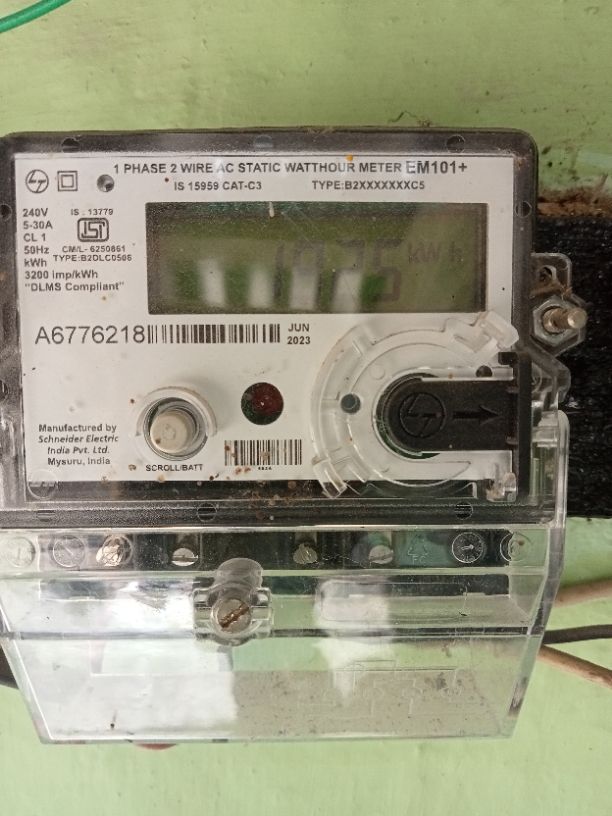 1 PHASE 2 WIRE AC STATIC WATTHOUR METER EM101+
IS 15959 CAT-C3 TYPE:B2XXXXXXXC5
240V
5-30A
CL 1
50Hz
kWh
3200 imp/kWh
"DLMS Compliant"
IS : 13779
ISI
CM/L- 6250861
TYPE:B2DLC0505
kWh
A6776218
JUN
2023
Manufactured by
Schneider Electric
India Pvt. Ltd.
Mysuru, India
SCROLL/BATT